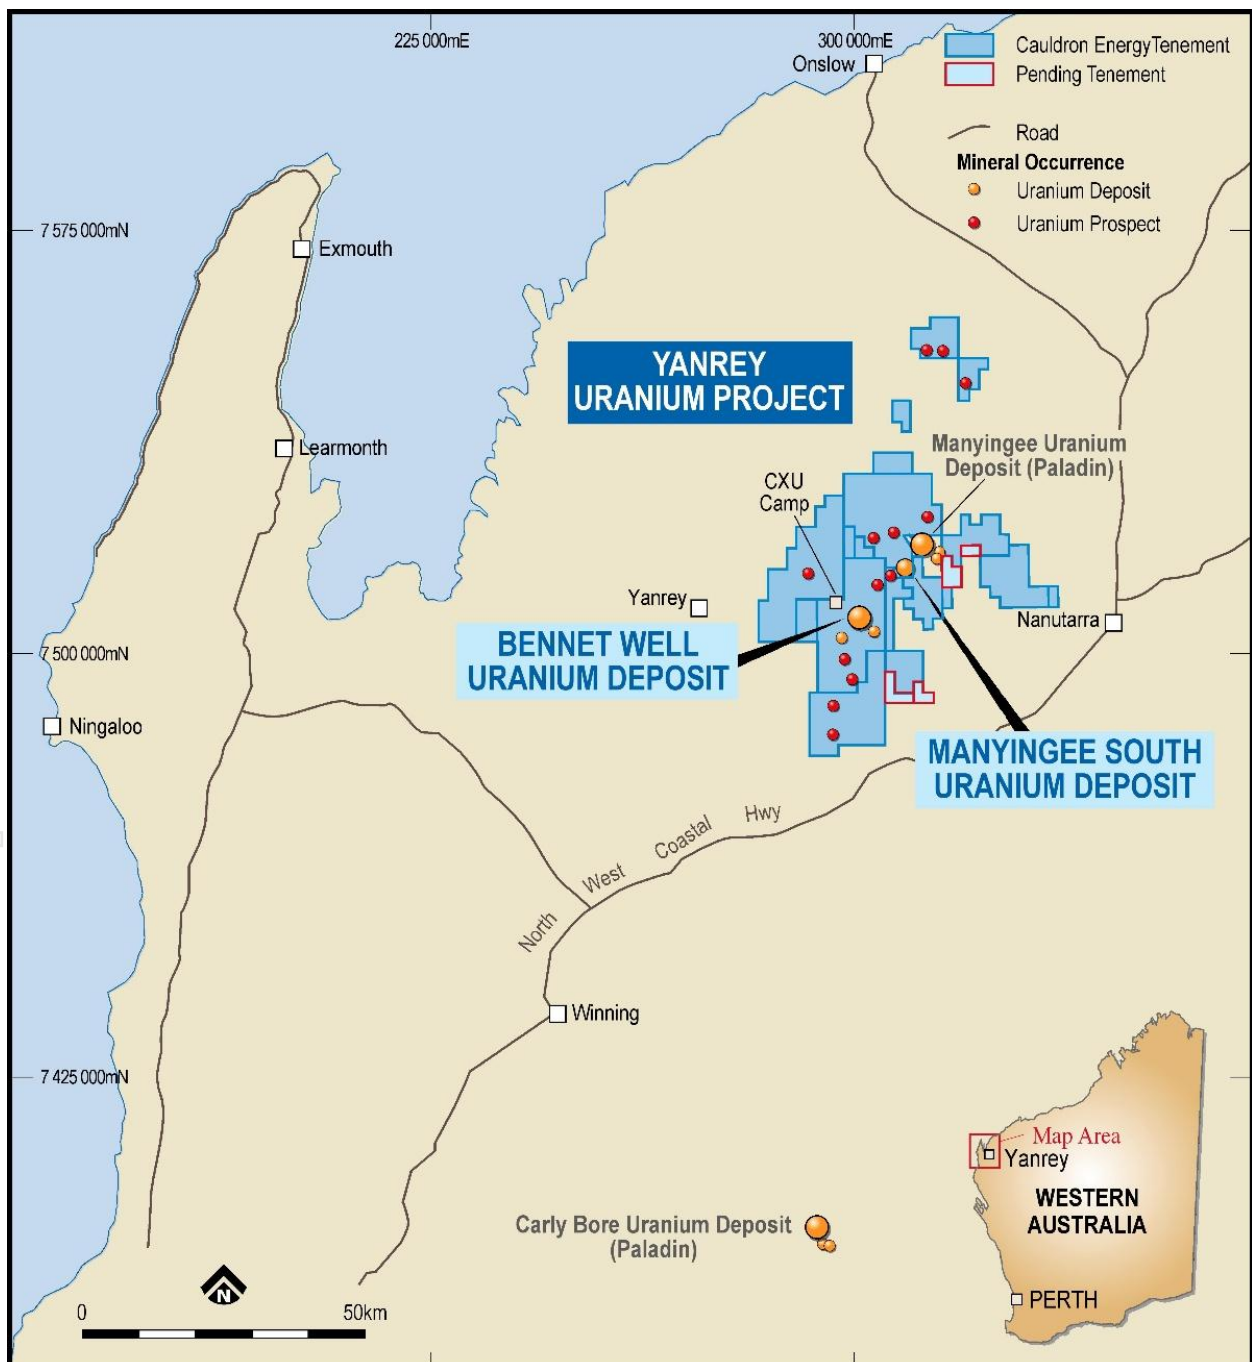 225 000mE
300 000mE
Onslow
Cauldron EnergyTenement
Pending Tenement
Road
Mineral Occurrence
Uranium Deposit
Uranium Prospect
7 575 000mN
Exmouth
YANREY
URANIUM PROJECT
Learmonth
Manyingee Uranium
Deposit (Paladin)
CXU
Camp
Yanrey
Nanutarra
BENNET WELL
URANIUM DEPOSIT
7 500 000mN
Ningaloo
MANYINGEE SOUTH
URANIUM DEPOSIT
North West Coastal Hwy
Winning
7 425 000mN
Map Area
Yanrey
WESTERN
AUSTRALIA
Carly Bore Uranium Deposit
(Paladin)
N
0 50km
PERTH